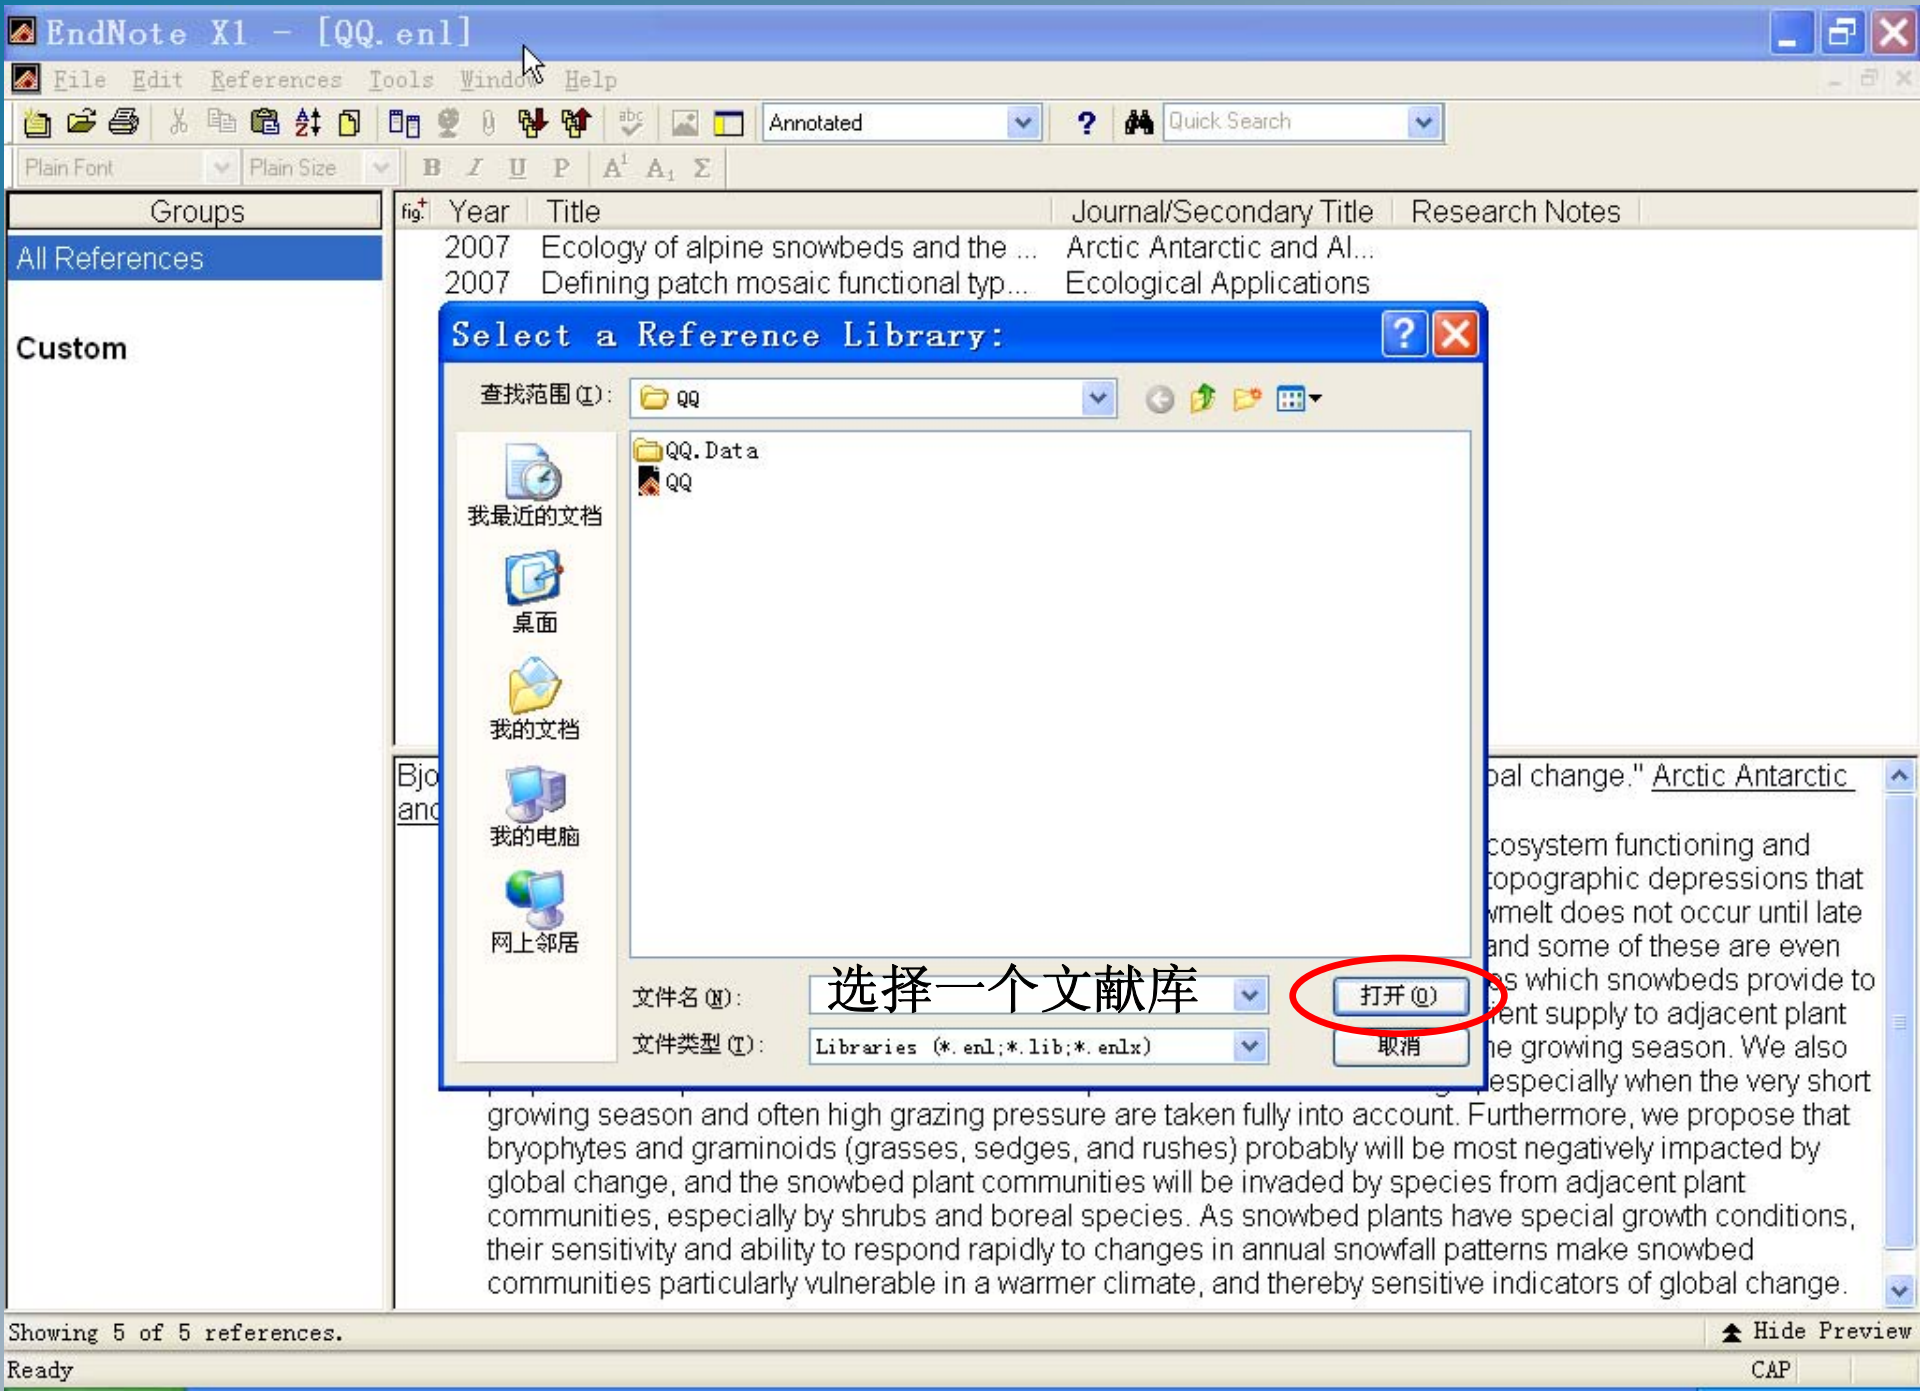 EndNote X1 - [QQ.enl]
File Edit References Tools Window Help
Annotated
Quick Search
Plain Font Plain Size B I U P A¹ A₁ Σ
Groups
fig. Year Title Journal/Secondary Title Research Notes
All References
2007 Ecology of alpine snowbeds and the ... Arctic Antarctic and Al...
2007 Defining patch mosaic functional typ... Ecological Applications
Custom
Select a Reference Library:
查找范围(I): QQ
QQ.Data
QQ
我最近的文档
桌面
我的文档
我的电脑
网上邻居
文件名(N): 选择一个文献库 打开(O)
文件类型(T): Libraries (*.enl;*.lib;*.enlx) 取消
Bjo
bal change." Arctic Antarctic
and
cosystem functioning and
topographic depressions that
wmelt does not occur until late
and some of these are even
es which snowbeds provide to
rient supply to adjacent plant
he growing season. We also
especially when the very short
growing season and often high grazing pressure are taken fully into account. Furthermore, we propose that
bryophytes and graminoids (grasses, sedges, and rushes) probably will be most negatively impacted by
global change, and the snowbed plant communities will be invaded by species from adjacent plant
communities, especially by shrubs and boreal species. As snowbed plants have special growth conditions,
their sensitivity and ability to respond rapidly to changes in annual snowfall patterns make snowbed
communities particularly vulnerable in a warmer climate, and thereby sensitive indicators of global change.
Showing 5 of 5 references.
Hide Preview
Ready
CAP